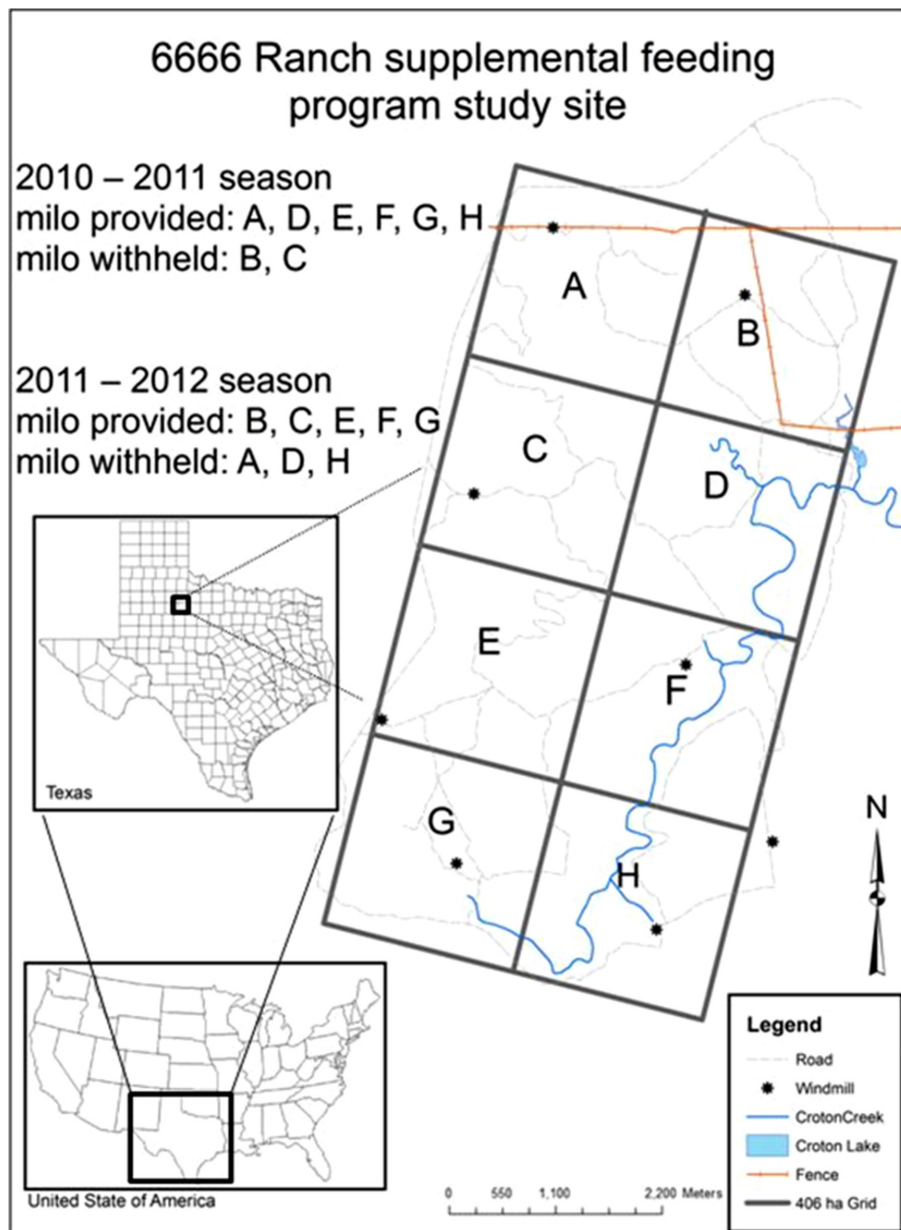 6666 Ranch supplemental feeding
program study site
2010 – 2011 season
milo provided: A, D, E, F, G, H
milo withheld: B, C
2011 – 2012 season
milo provided: B, C, E, F, G
milo withheld: A, D, H
A
B
C
D
E
F
G
H
Texas
United State of America
N
Legend
Road
Windmill
CrotonCreek
Croton Lake
Fence
406 ha Grid
0 550 1,100 2,200 Meters